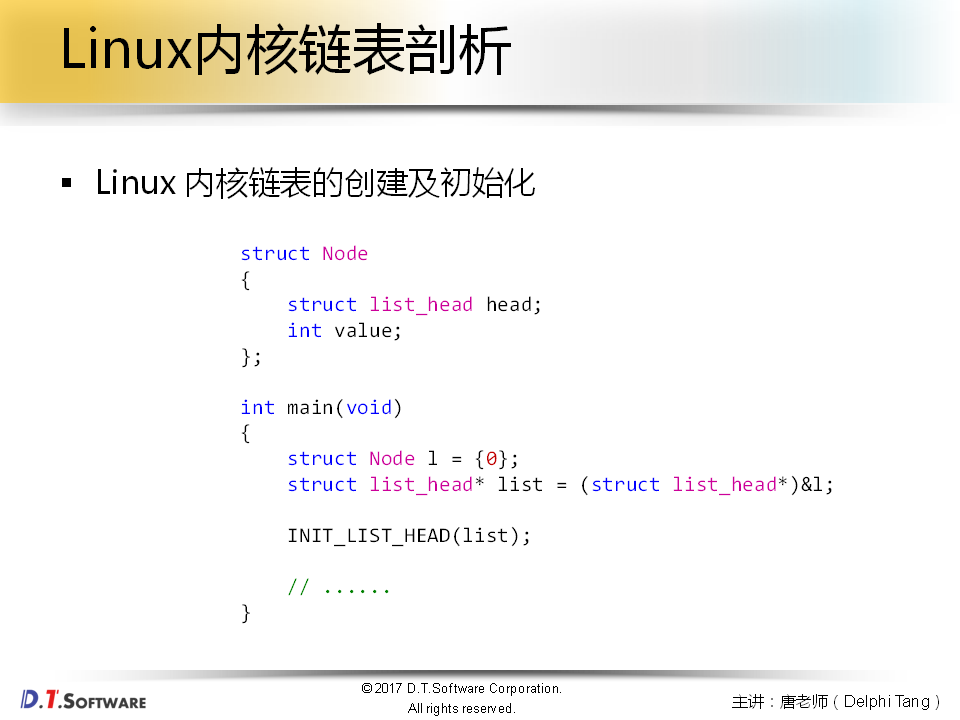 Linux内核链表剖析
▪ Linux 内核链表的创建及初始化
struct Node
{
    struct list_head head;
    int value;
};
int main(void)
{
    struct Node l = {0};
    struct list_head* list = (struct list_head*)&l;
    INIT_LIST_HEAD(list);
    // ......
}
D.T.SOFTWARE
©2017 D.T.Software Corporation.
All rights reserved.
主讲：唐老师（Delphi Tang）